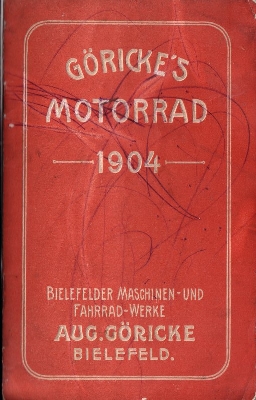 GÖRICKE'S
MOTORRAD
1904
BIELEFELDER MASCHINEN-UND
FAHRRAD-WERKE
AUG. GÖRICKE
BIELEFELD.